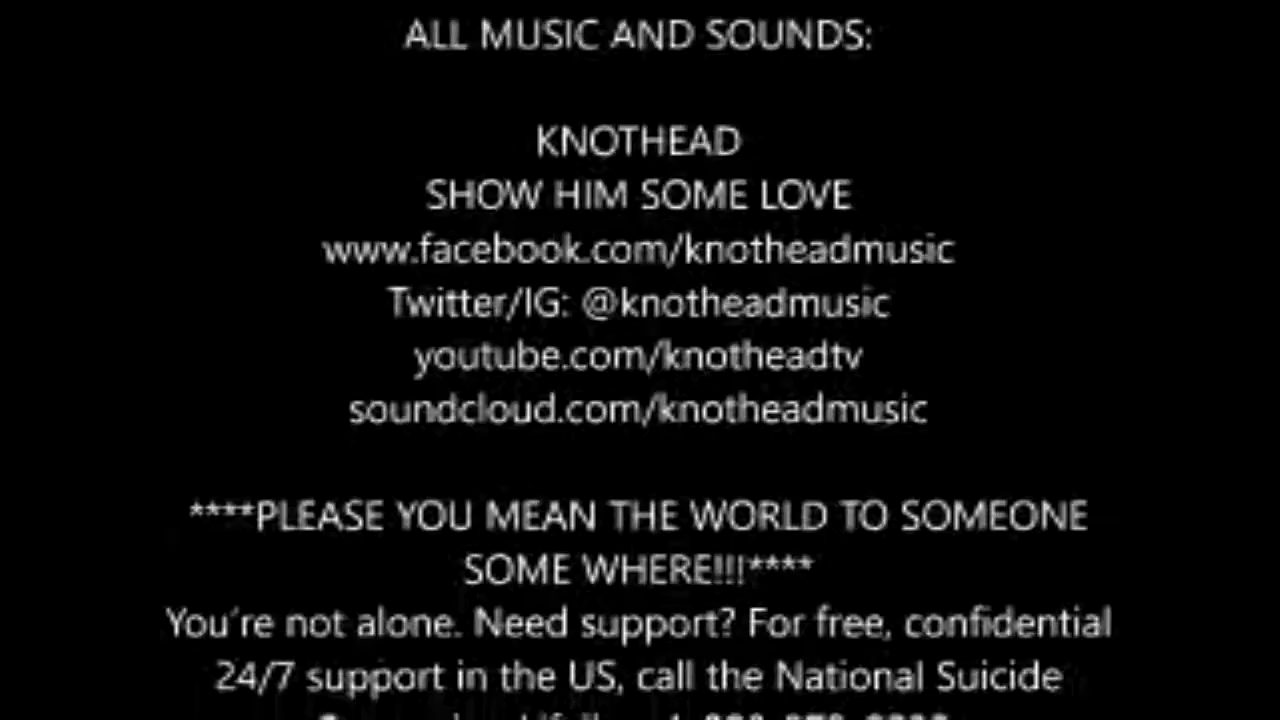 ALL MUSIC AND SOUNDS:
KNOTHEAD
SHOW HIM SOME LOVE
www.facebook.com/knotheadmusic
Twitter/IG: @knotheadmusic
youtube.com/knotheadtv
soundcloud.com/knotheadmusic
****PLEASE YOU MEAN THE WORLD TO SOMEONE
SOME WHERE!!!****
You're not alone. Need support? For free, confidential
24/7 support in the US, call the National Suicide